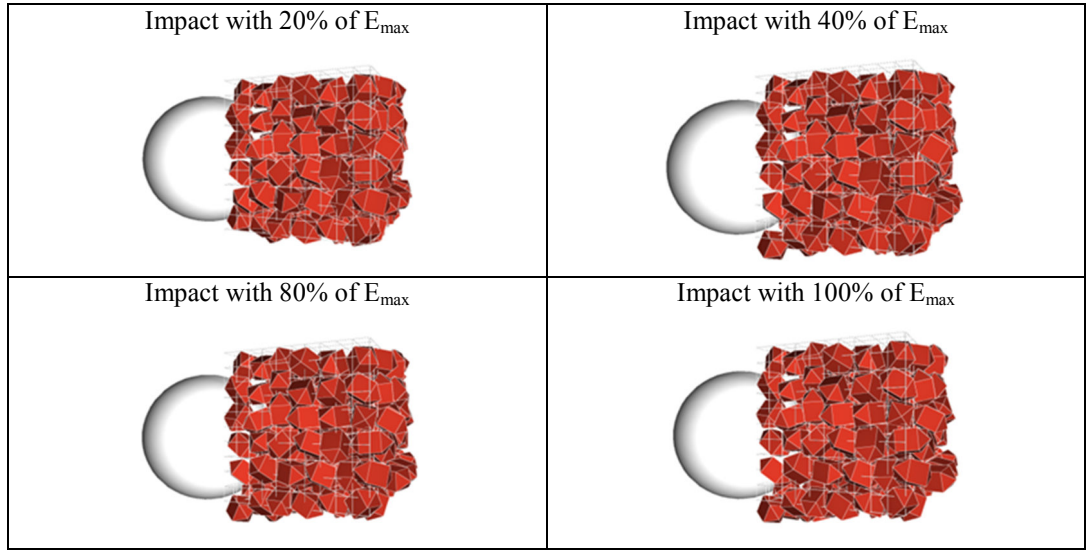 Impact with 20% of Emax
Impact with 40% of Emax
Impact with 80% of Emax
Impact with 100% of Emax